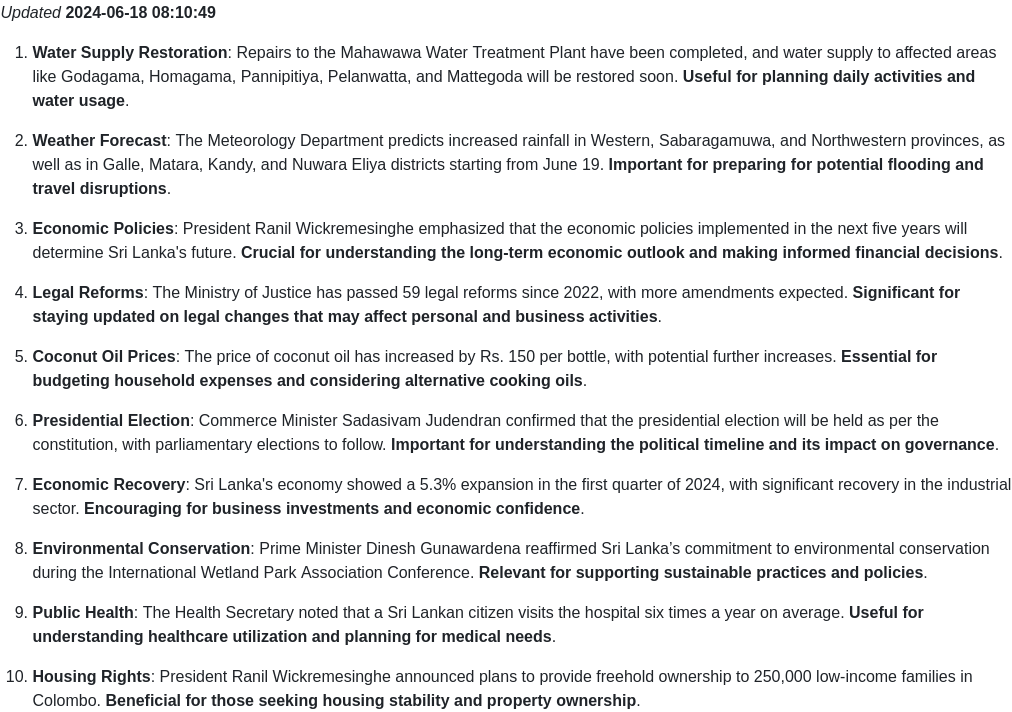 Updated 2024-06-18 08:10:49
1. Water Supply Restoration: Repairs to the Mahawawa Water Treatment Plant have been completed, and water supply to affected areas
like Godagama, Homagama, Pannipitiya, Pelanwatta, and Mattegoda will be restored soon. Useful for planning daily activities and
water usage.
2. Weather Forecast: The Meteorology Department predicts increased rainfall in Western, Sabaragamuwa, and Northwestern provinces, as
well as in Galle, Matara, Kandy, and Nuwara Eliya districts starting from June 19. Important for preparing for potential flooding and
travel disruptions.
3. Economic Policies: President Ranil Wickremesinghe emphasized that the economic policies implemented in the next five years will
determine Sri Lanka's future. Crucial for understanding the long-term economic outlook and making informed financial decisions.
4. Legal Reforms: The Ministry of Justice has passed 59 legal reforms since 2022, with more amendments expected. Significant for
staying updated on legal changes that may affect personal and business activities.
5. Coconut Oil Prices: The price of coconut oil has increased by Rs. 150 per bottle, with potential further increases. Essential for
budgeting household expenses and considering alternative cooking oils.
6. Presidential Election: Commerce Minister Sadasivam Judendran confirmed that the presidential election will be held as per the
constitution, with parliamentary elections to follow. Important for understanding the political timeline and its impact on governance.
7. Economic Recovery: Sri Lanka's economy showed a 5.3% expansion in the first quarter of 2024, with significant recovery in the industrial
sector. Encouraging for business investments and economic confidence.
8. Environmental Conservation: Prime Minister Dinesh Gunawardena reaffirmed Sri Lanka’s commitment to environmental conservation
during the International Wetland Park Association Conference. Relevant for supporting sustainable practices and policies.
9. Public Health: The Health Secretary noted that a Sri Lankan citizen visits the hospital six times a year on average. Useful for
understanding healthcare utilization and planning for medical needs.
10. Housing Rights: President Ranil Wickremesinghe announced plans to provide freehold ownership to 250,000 low-income families in
Colombo. Beneficial for those seeking housing stability and property ownership.